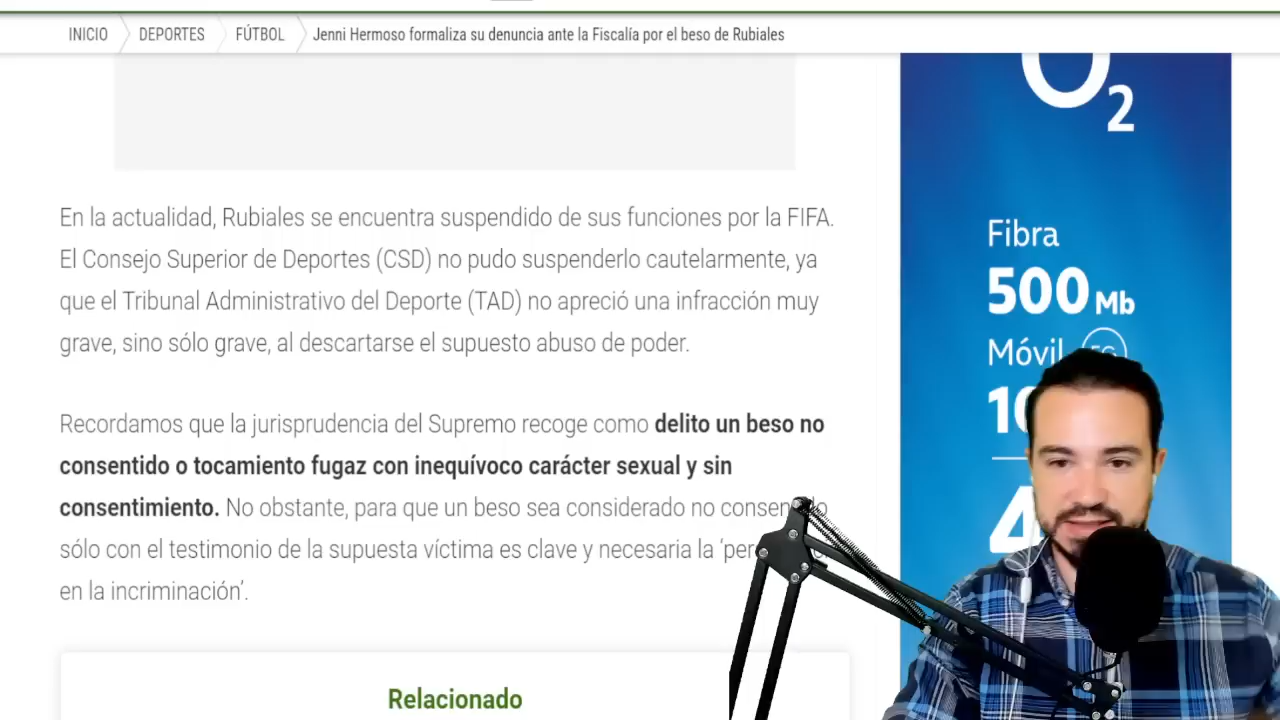 INICIO DEPORTES FÚTBOL Jenni Hermoso formaliza su denuncia ante la Fiscalía por el beso de Rubiales
En la actualidad, Rubiales se encuentra suspendido de sus funciones por la FIFA.
El Consejo Superior de Deportes (CSD) no pudo suspenderlo cautelarmente, ya
que el Tribunal Administrativo del Deporte (TAD) no apreció una infracción muy
grave, sino sólo grave, al descartarse el supuesto abuso de poder.
Recordamos que la jurisprudencia del Supremo recoge como delito un beso no
consentido o tocamiento fugaz con inequívoco carácter sexual y sin
consentimiento. No obstante, para que un beso sea considerado no
sólo con el testimonio de la supuesta víctima es clave y necesaria la
en la incriminación’.
Relacionado
O2
Fibra
500 Mb
Móvil